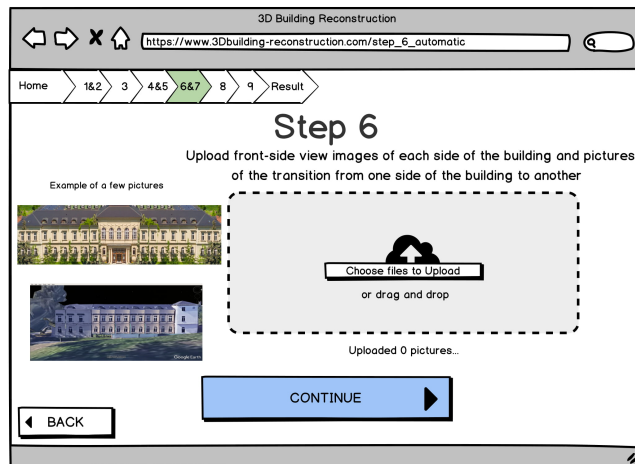 3D Building Reconstruction
https://www.3Dbuilding-reconstruction.com/step_6_automatic
Home 1&2 3 4&5 6&7 8 9 Result
Step 6
Upload front-side view images of each side of the building and pictures
of the transition from one side of the building to another
Example of a few pictures
Choose files to Upload
or drag and drop
Google Earth
Uploaded 0 pictures...
CONTINUE
BACK